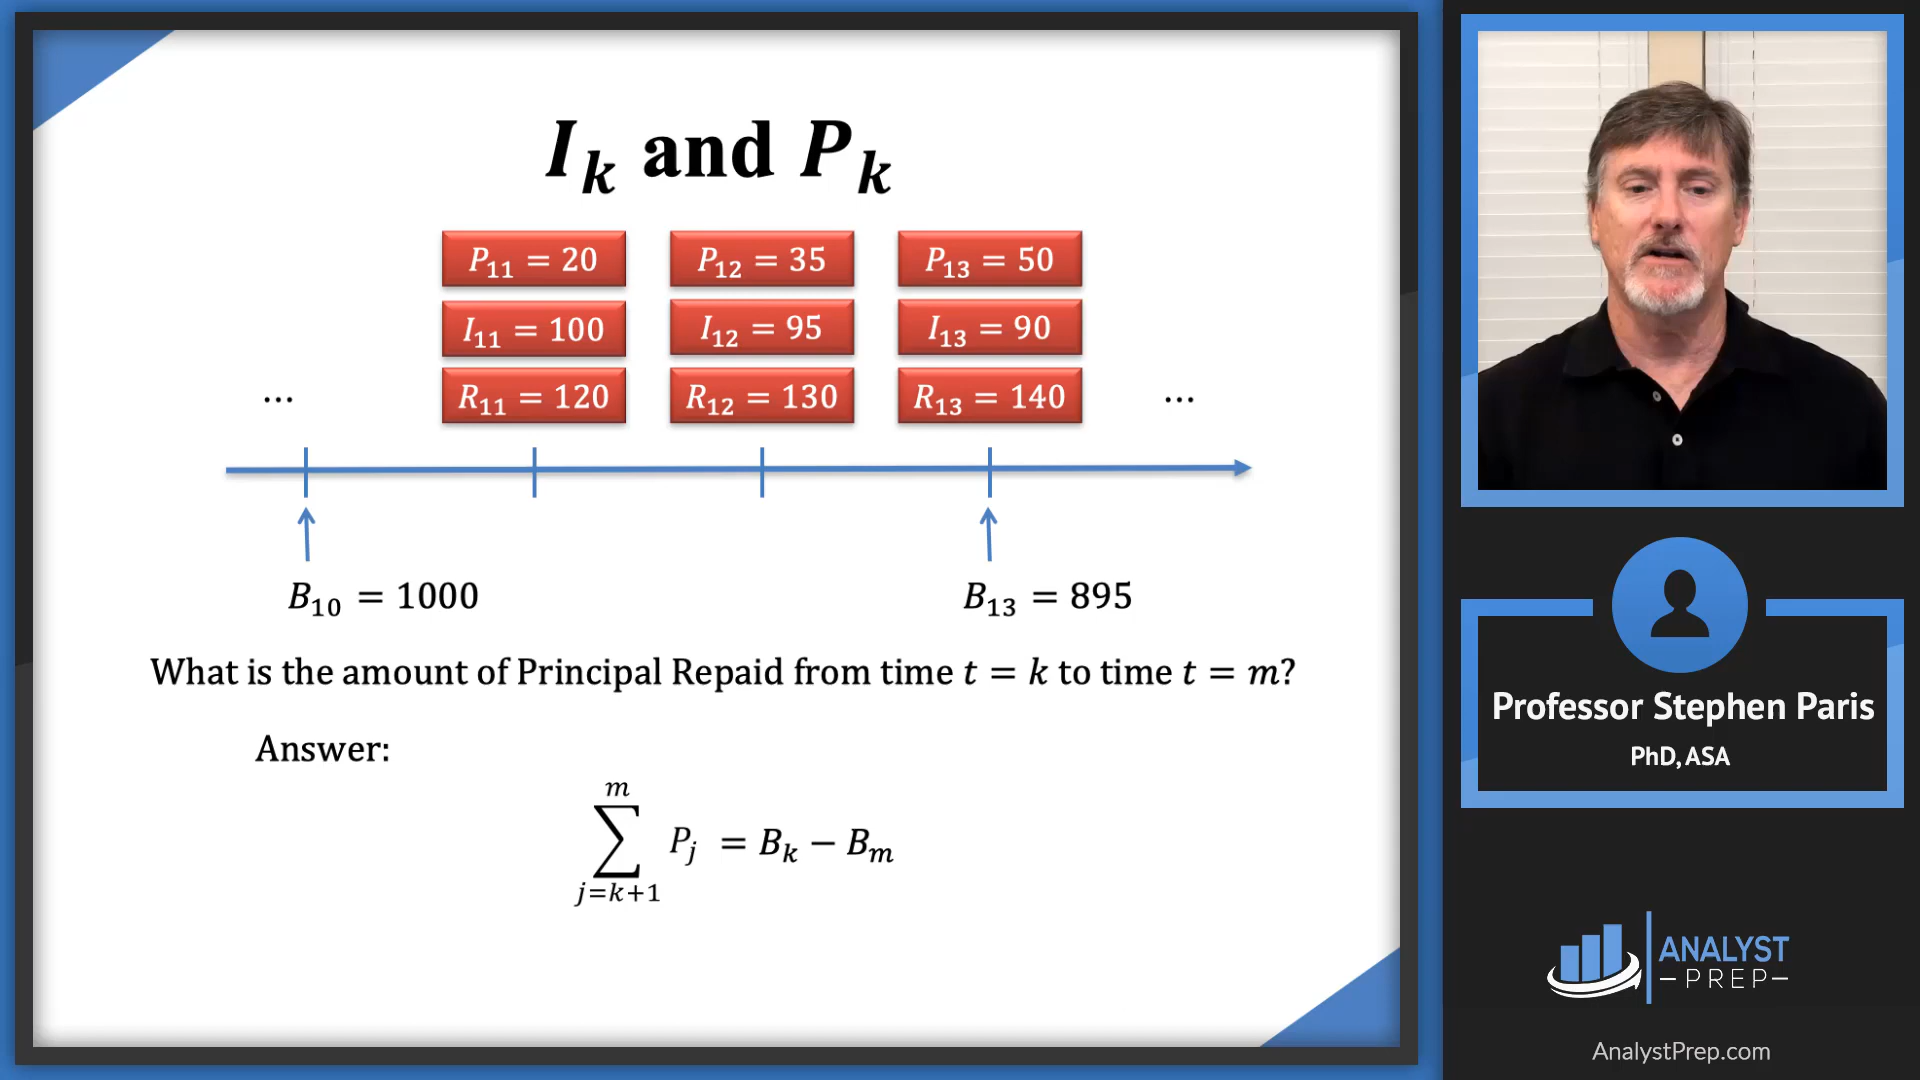 I_k and P_k
P_11 = 20 P_12 = 35 P_13 = 50
I_11 = 100 I_12 = 95 I_13 = 90
... R_11 = 120 R_12 = 130 R_13 = 140 ...
B_10 = 1000 B_13 = 895
What is the amount of Principal Repaid from time t = k to time t = m?
Answer:
m
∑ P_j = B_k − B_m
j=k+1
Professor Stephen Paris
PhD, ASA
ANALYST
PREP
AnalystPrep.com